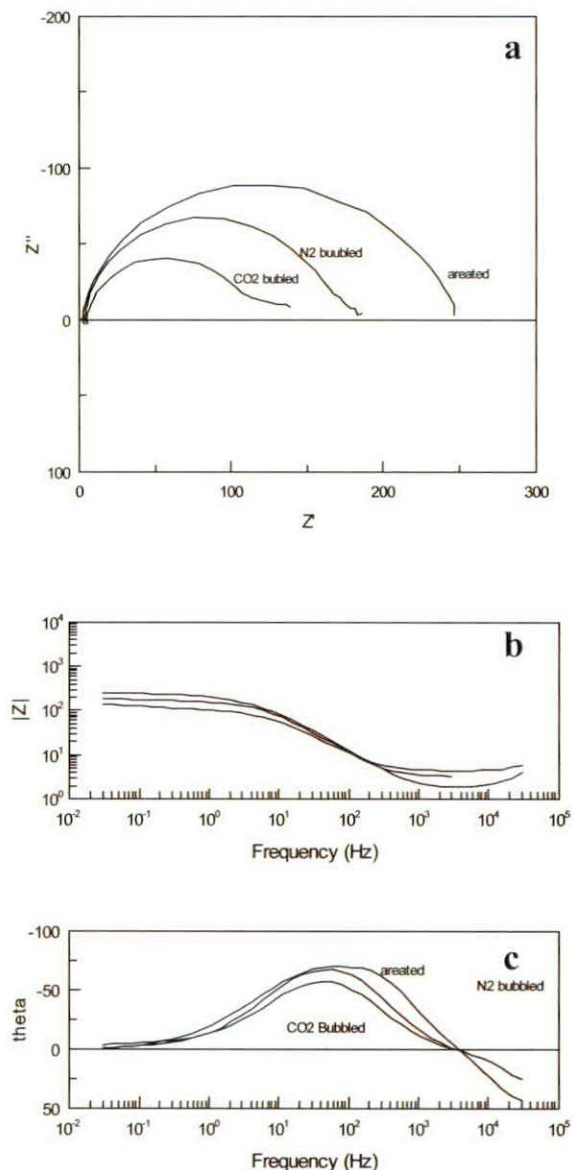 -200
a
-100
Z''
N2 buubled
CO2 bubled
areated
0
100
0 100 200 300
Z'
10^4
b
10^3
|Z|
10^2
10^1
10^0
10^-2 10^-1 10^0 10^1 10^2 10^3 10^4 10^5
Frequency (Hz)
-100
c
areated
N2 bubbled
-50
theta
CO2 Bubbled
0
50
10^-2 10^-1 10^0 10^1 10^2 10^3 10^4 10^5
Frequency (Hz)